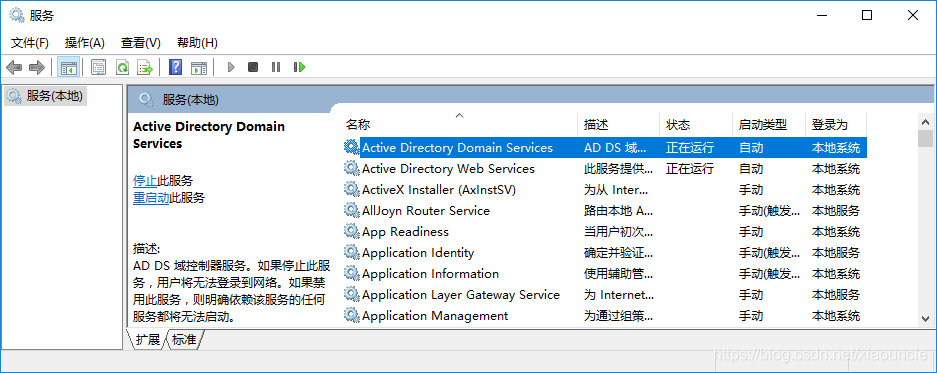 服务
文件(F) 操作(A) 查看(V) 帮助(H)
服务(本地)
服务(本地)
Active Directory Domain
Services
停止此服务
重启动此服务
描述:
AD DS 域控制器服务。如果停止此服
务，用户将无法登录到网络。如果禁
用此服务，则明确依赖该服务的任何
服务都将无法启动。
名称 描述 状态 启动类型 登录为
Active Directory Domain Services AD DS 域... 正在运行 自动 本地系统
Active Directory Web Services 此服务提供... 正在运行 自动 本地系统
ActiveX Installer (AxInstSV) 为从 Inter... 手动 本地系统
AllJoyn Router Service 路由本地 A... 手动(触发... 本地服务
App Readiness 当用户初次... 手动 本地系统
Application Identity 确定并验证... 手动(触发... 本地服务
Application Information 使用辅助管... 手动(触发... 本地系统
Application Layer Gateway Service 为 Internet... 手动 本地服务
Application Management 为通过组策... 手动 本地系统
扩展 标准
https://blog.csdn.net/xiaouncle